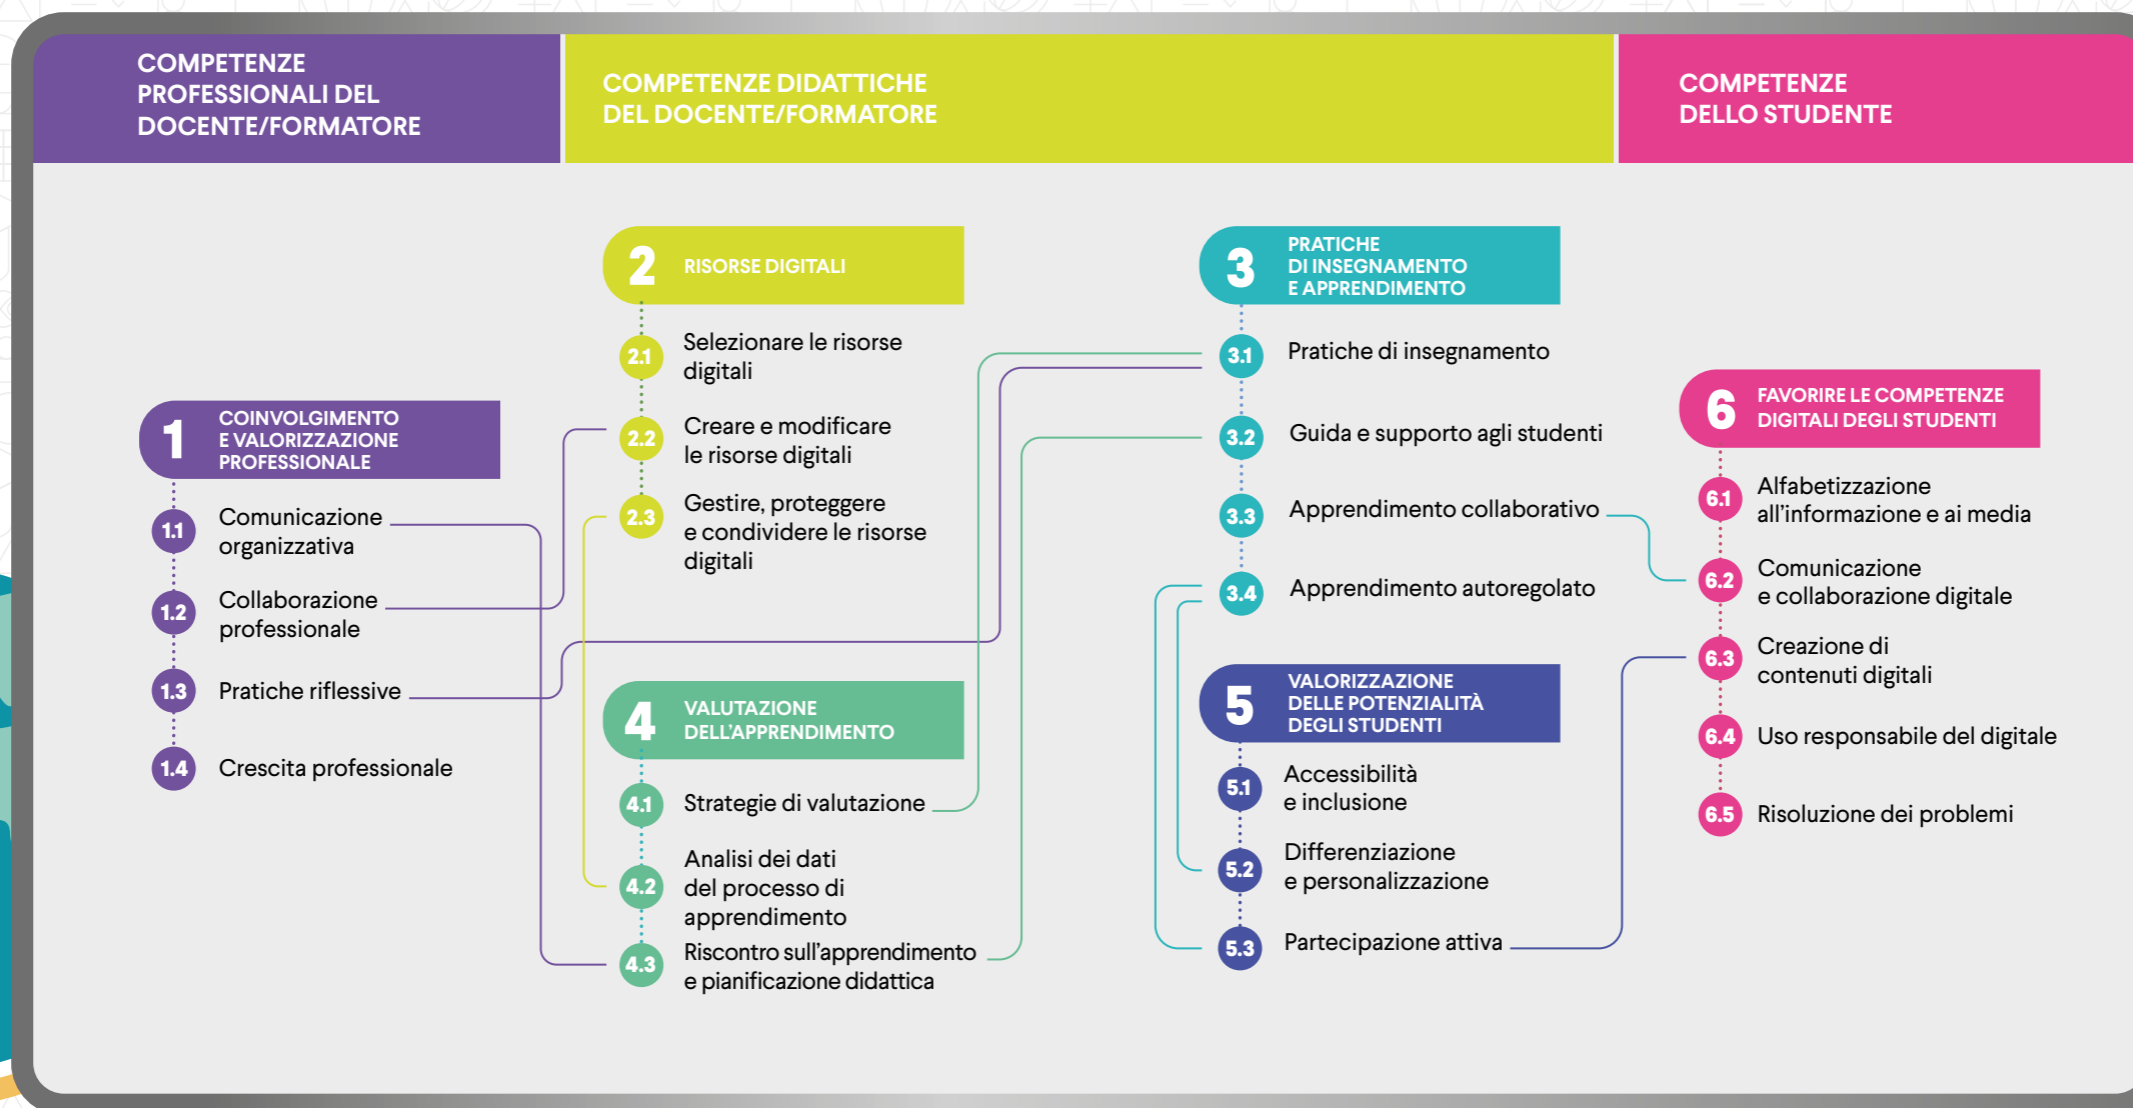 COMPETENZE
PROFESSIONALI DEL
DOCENTE/FORMATORE
COMPETENZE DIDATTICHE
DEL DOCENTE/FORMATORE
COMPETENZE
DELLO STUDENTE
1
COINVOLGIMENTO
E VALORIZZAZIONE
PROFESSIONALE
1.1
Comunicazione
organizzativa
1.2
Collaborazione
professionale
1.3
Pratiche riflessive
1.4
Crescita professionale
2
RISORSE DIGITALI
2.1
Selezionare le risorse
digitali
2.2
Creare e modificare
le risorse digitali
2.3
Gestire, proteggere
e condividere le risorse
digitali
4
VALUTAZIONE
DELL'APPRENDIMENTO
4.1
Strategie di valutazione
4.2
Analisi dei dati
del processo di
apprendimento
4.3
Riscontro sull'apprendimento
e pianificazione didattica
3
PRATICHE
DI INSEGNAMENTO
E APPRENDIMENTO
3.1
Pratiche di insegnamento
3.2
Guida e supporto agli studenti
3.3
Apprendimento collaborativo
3.4
Apprendimento autoregolato
5
VALORIZZAZIONE
DELLE POTENZIALITÀ
DEGLI STUDENTI
5.1
Accessibilità
e inclusione
5.2
Differenziazione
e personalizzazione
5.3
Partecipazione attiva
6
FAVORIRE LE COMPETENZE
DIGITALI DEGLI STUDENTI
6.1
Alfabetizzazione
all'informazione e ai media
6.2
Comunicazione
e collaborazione digitale
6.3
Creazione di
contenuti digitali
6.4
Uso responsabile del digitale
6.5
Risoluzione dei problemi